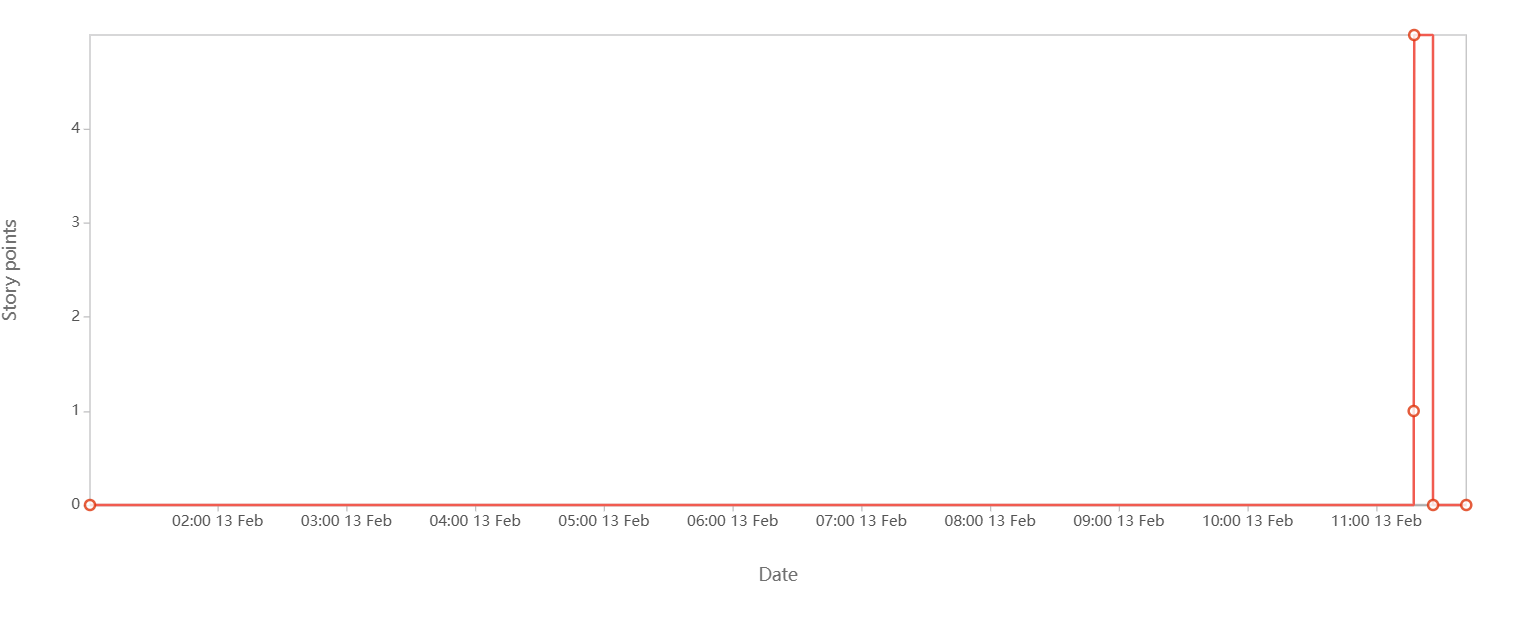 Story points
4
3
2
1
0
02:00 13 Feb
03:00 13 Feb
04:00 13 Feb
05:00 13 Feb
06:00 13 Feb
07:00 13 Feb
08:00 13 Feb
09:00 13 Feb
10:00 13 Feb
11:00 13 Feb
Date